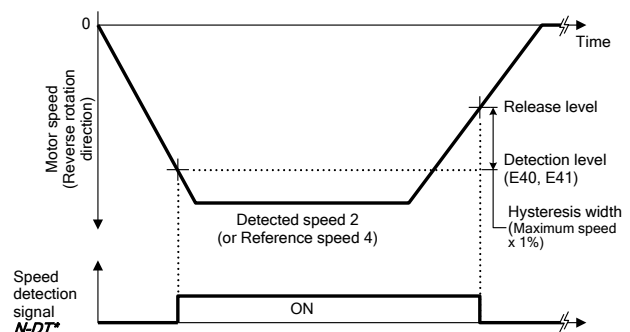 0
Time
Motor speed
(Reverse rotation
direction)
Release level
Detection level
(E40, E41)
Hysteresis width
(Maximum speed
x 1%)
Detected speed 2
(or Reference speed 4)
Speed
detection
signal
N-DT*
ON